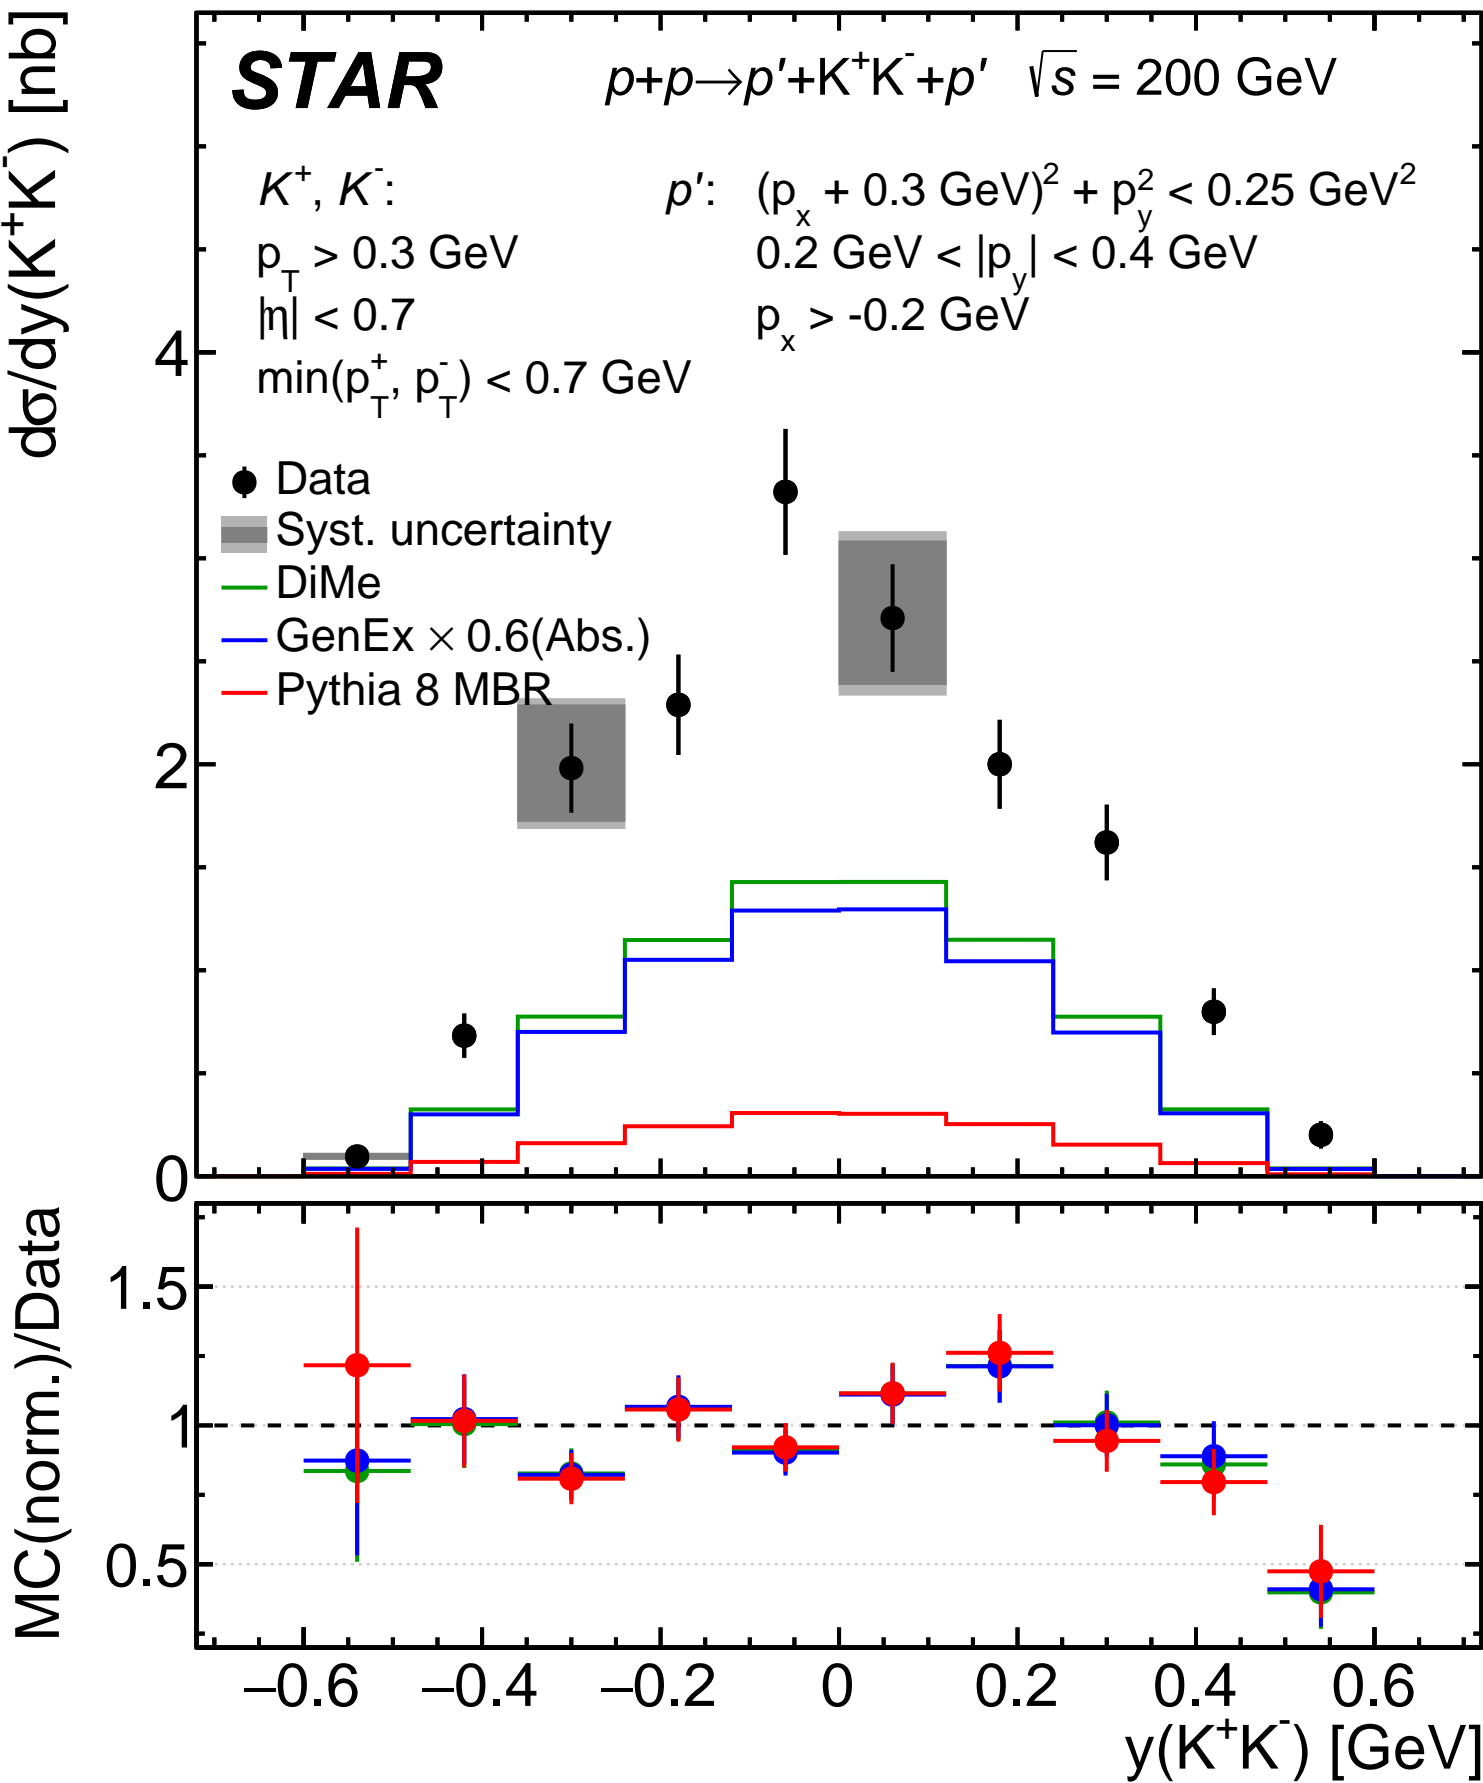 dσ/dy(K⁺K⁻) [nb]
STAR p+p→p'+K⁺K⁻+p' √s = 200 GeV
K⁺, K⁻: p': (pₓ + 0.3 GeV)² + p_y² < 0.25 GeV²
p_T > 0.3 GeV 0.2 GeV < |p_y| < 0.4 GeV
|η| < 0.7 pₓ > -0.2 GeV
min(p_T⁺, p_T⁻) < 0.7 GeV
Data
Syst. uncertainty
DiMe
GenEx × 0.6(Abs.)
Pythia 8 MBR
4
2
0
MC(norm.)/Data
1.5
1
0.5
−0.6 −0.4 −0.2 0 0.2 0.4 0.6
y(K⁺K⁻) [GeV]